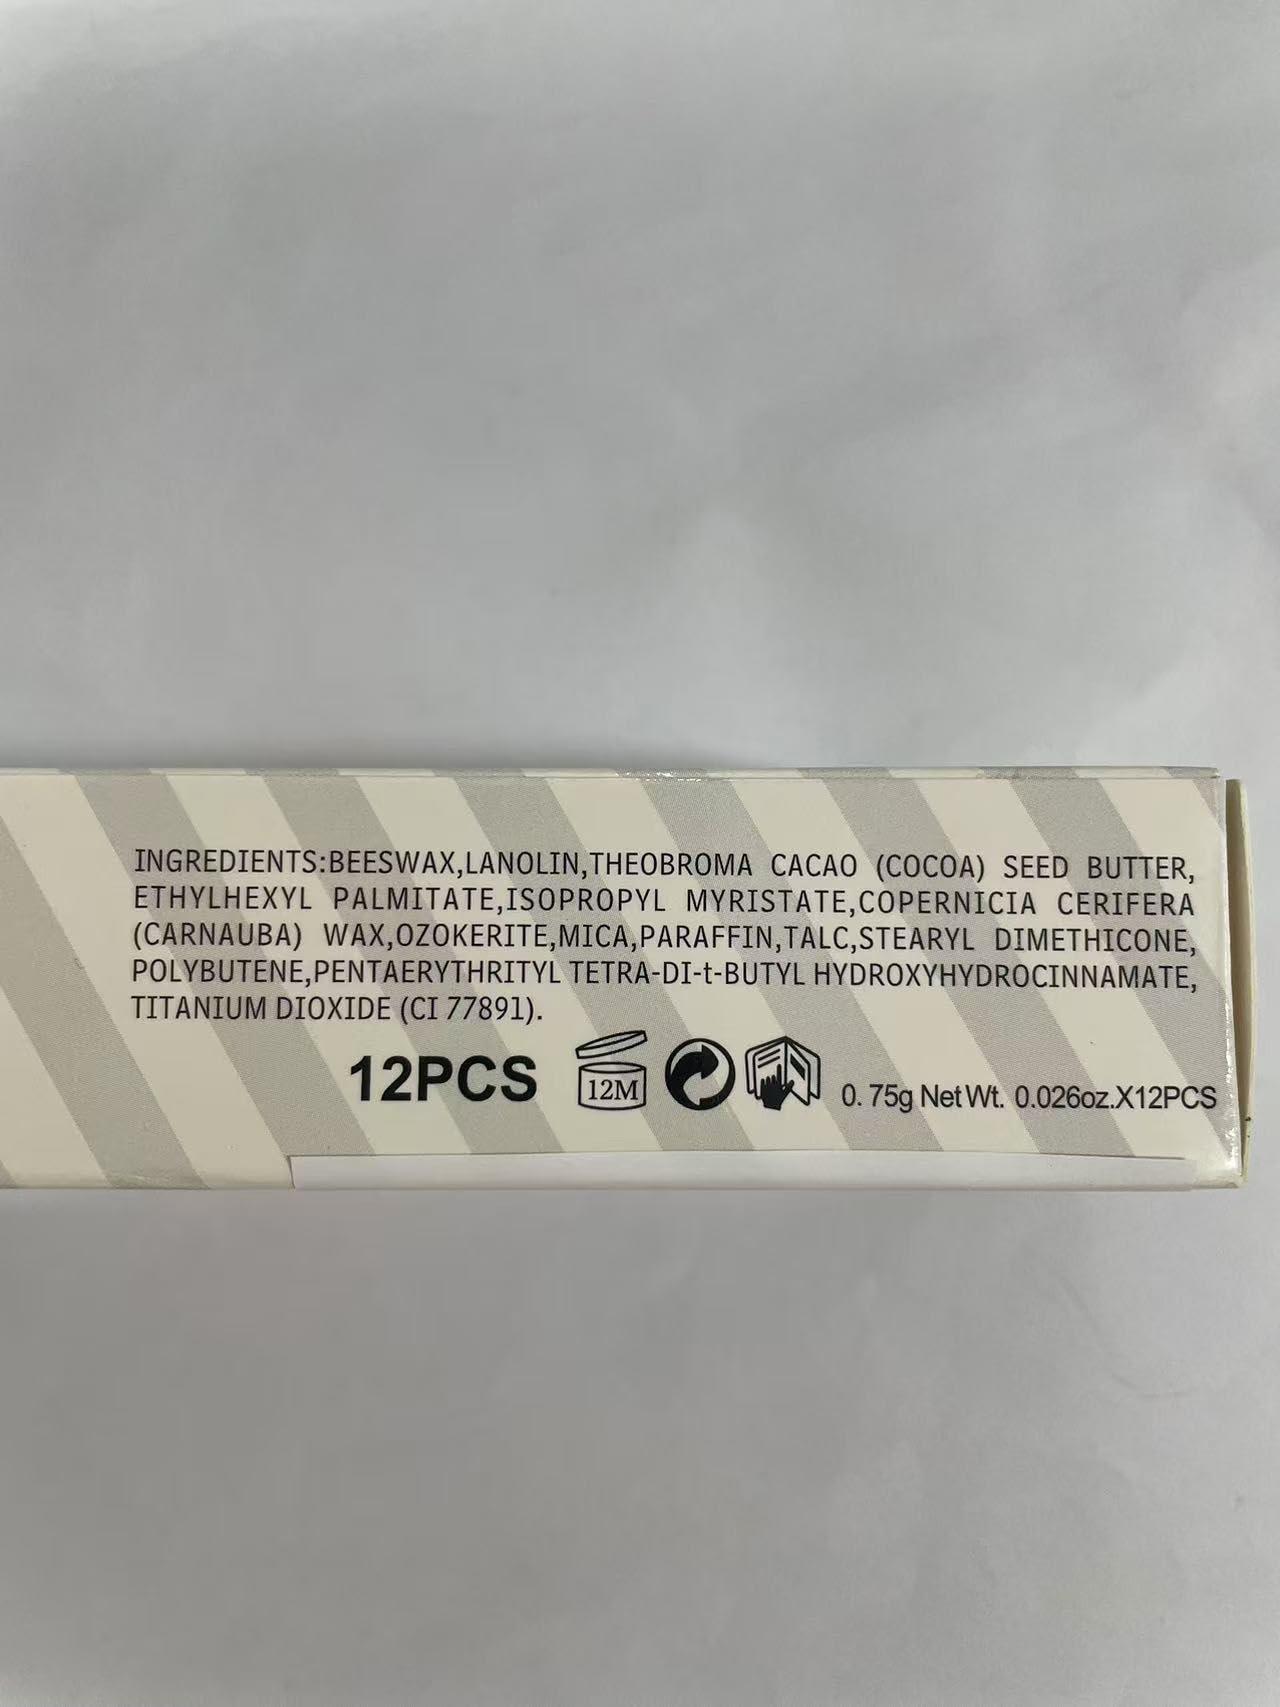 INGREDIENTS:BEESWAX,LANOLIN,THEOBROMA CACAO (COCOA) SEED BUTTER,
ETHYLHEXYL PALMITATE,ISOPROPYL MYRISTATE,COPERNICIA CERIFERA
(CARNAUBA) WAX,OZOKERITE,MICA,PARAFFIN,TALC,STEARYL DIMETHICONE,
POLYBUTENE,PENTAERYTHRITYL TETRA-DI-t-BUTYL HYDROXYHYDROCINNAMATE,
TITANIUM DIOXIDE (CI 77891).
12PCS 12M 0. 75g Net Wt. 0.026oz.X12PCS